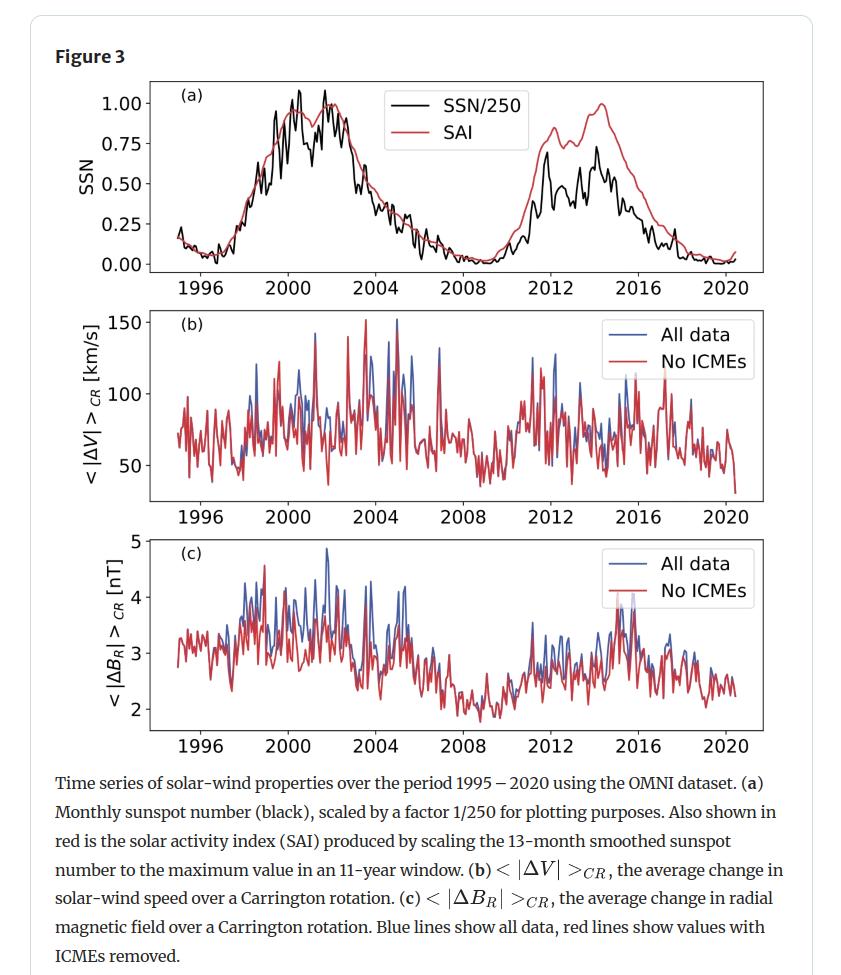 Figure 3
(a)
SSN/250
SAI
SSN
1.00
0.75
0.50
0.25
0.00
1996 2000 2004 2008 2012 2016 2020
(b)
All data
No ICMEs
< |ΔV| > CR [km/s]
150
100
50
1996 2000 2004 2008 2012 2016 2020
(c)
All data
No ICMEs
< |ΔBR| > CR [nT]
5
4
3
2
1996 2000 2004 2008 2012 2016 2020
Time series of solar-wind properties over the period 1995 – 2020 using the OMNI dataset. (a)
Monthly sunspot number (black), scaled by a factor 1/250 for plotting purposes. Also shown in
red is the solar activity index (SAI) produced by scaling the 13-month smoothed sunspot
number to the maximum value in an 11-year window. (b) < |ΔV| >CR, the average change in
solar-wind speed over a Carrington rotation. (c) < |ΔBR| >CR, the average change in radial
magnetic field over a Carrington rotation. Blue lines show all data, red lines show values with
ICMEs removed.